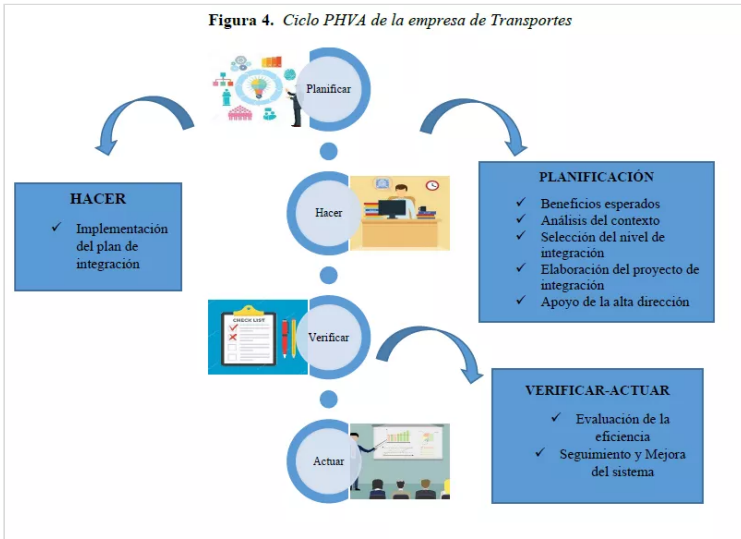 Figura 4. Ciclo PHVA de la empresa de Transportes
Planificar
Hacer
Verificar
Actuar
HACER
✓ Implementación
del plan de
integración
PLANIFICACIÓN
✓ Beneficios esperados
✓ Análisis del contexto
✓ Selección del nivel de
integración
✓ Elaboración del proyecto de
integración
✓ Apoyo de la alta dirección
CHECK LIST
VERIFICAR-ACTUAR
✓ Evaluación de la
eficiencia
✓ Seguimiento y Mejora
del sistema